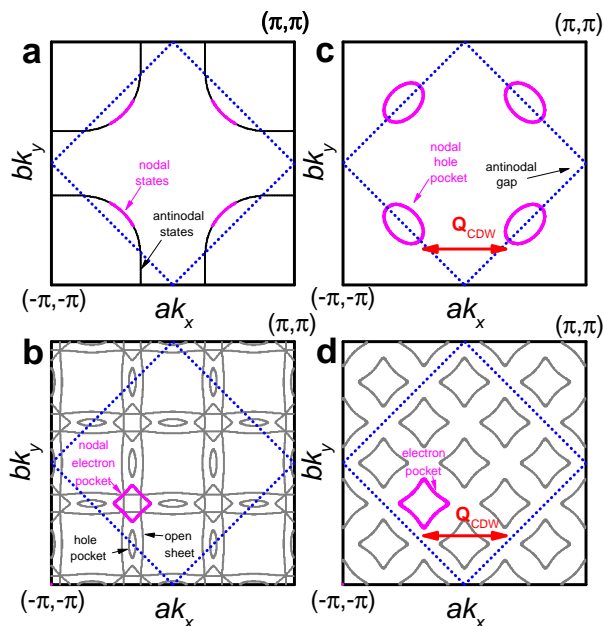 a
(π,π)
nodal
states
antinodal
states
bk_y
(-π,-π)
ak_x
c
(π,π)
nodal
hole
pocket
antinodal
gap
Q_CDW
bk_y
(-π,-π)
ak_x
b
(π,π)
nodal
electron
pocket
hole
pocket
open
sheet
bk_y
(-π,-π)
ak_x
d
(π,π)
electron
pocket
Q_CDW
bk_y
(-π,-π)
ak_x